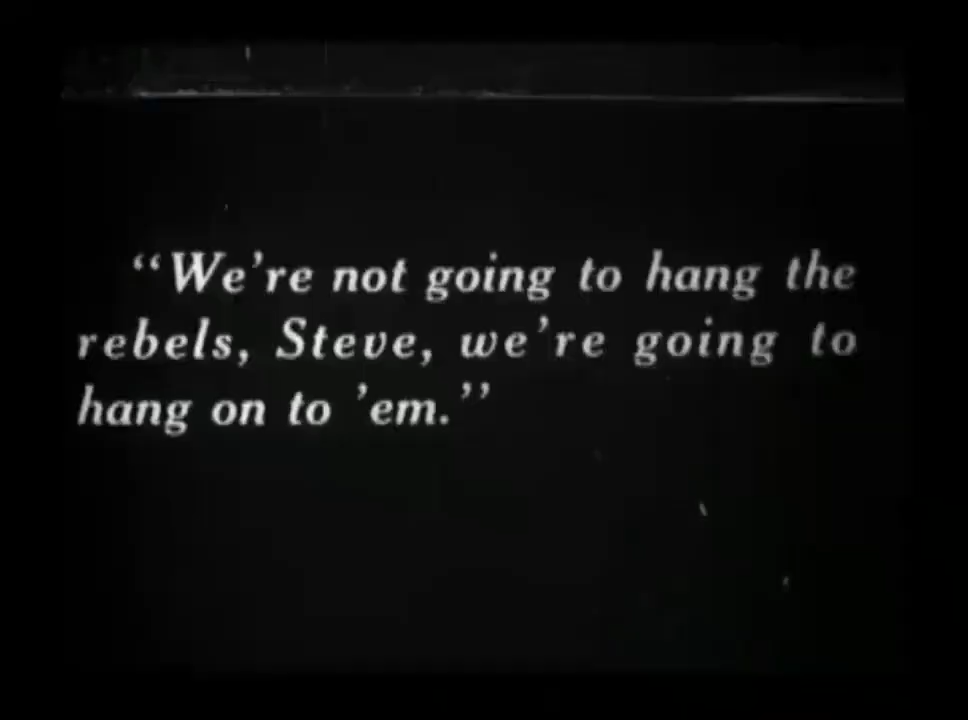 “We’re not going to hang the
rebels, Steve, we’re going to
hang on to ’em.”